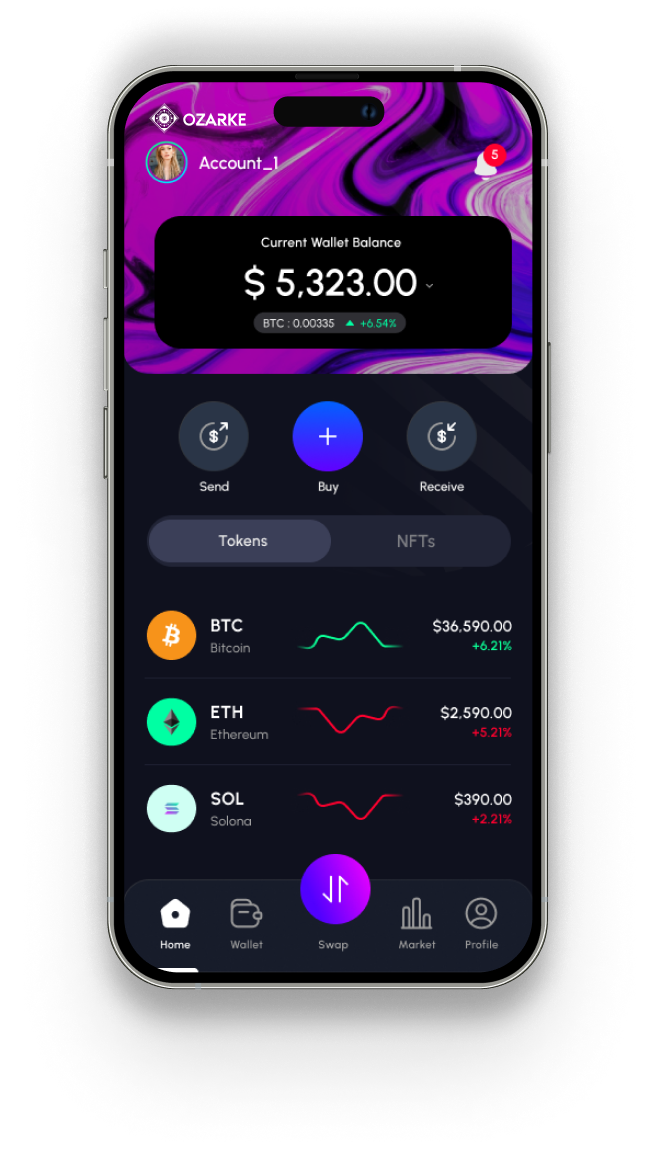 OZARKE
Account_1
5
Current Wallet Balance
$ 5,323.00
BTC : 0.00335 ▲ +6.54%
Send
Buy
Receive
Tokens
NFTs
BTC
Bitcoin
$36,590.00
+6.21%
ETH
Ethereum
$2,590.00
+5.21%
SOL
Solona
$390.00
+2.21%
Home
Wallet
Swap
Market
Profile